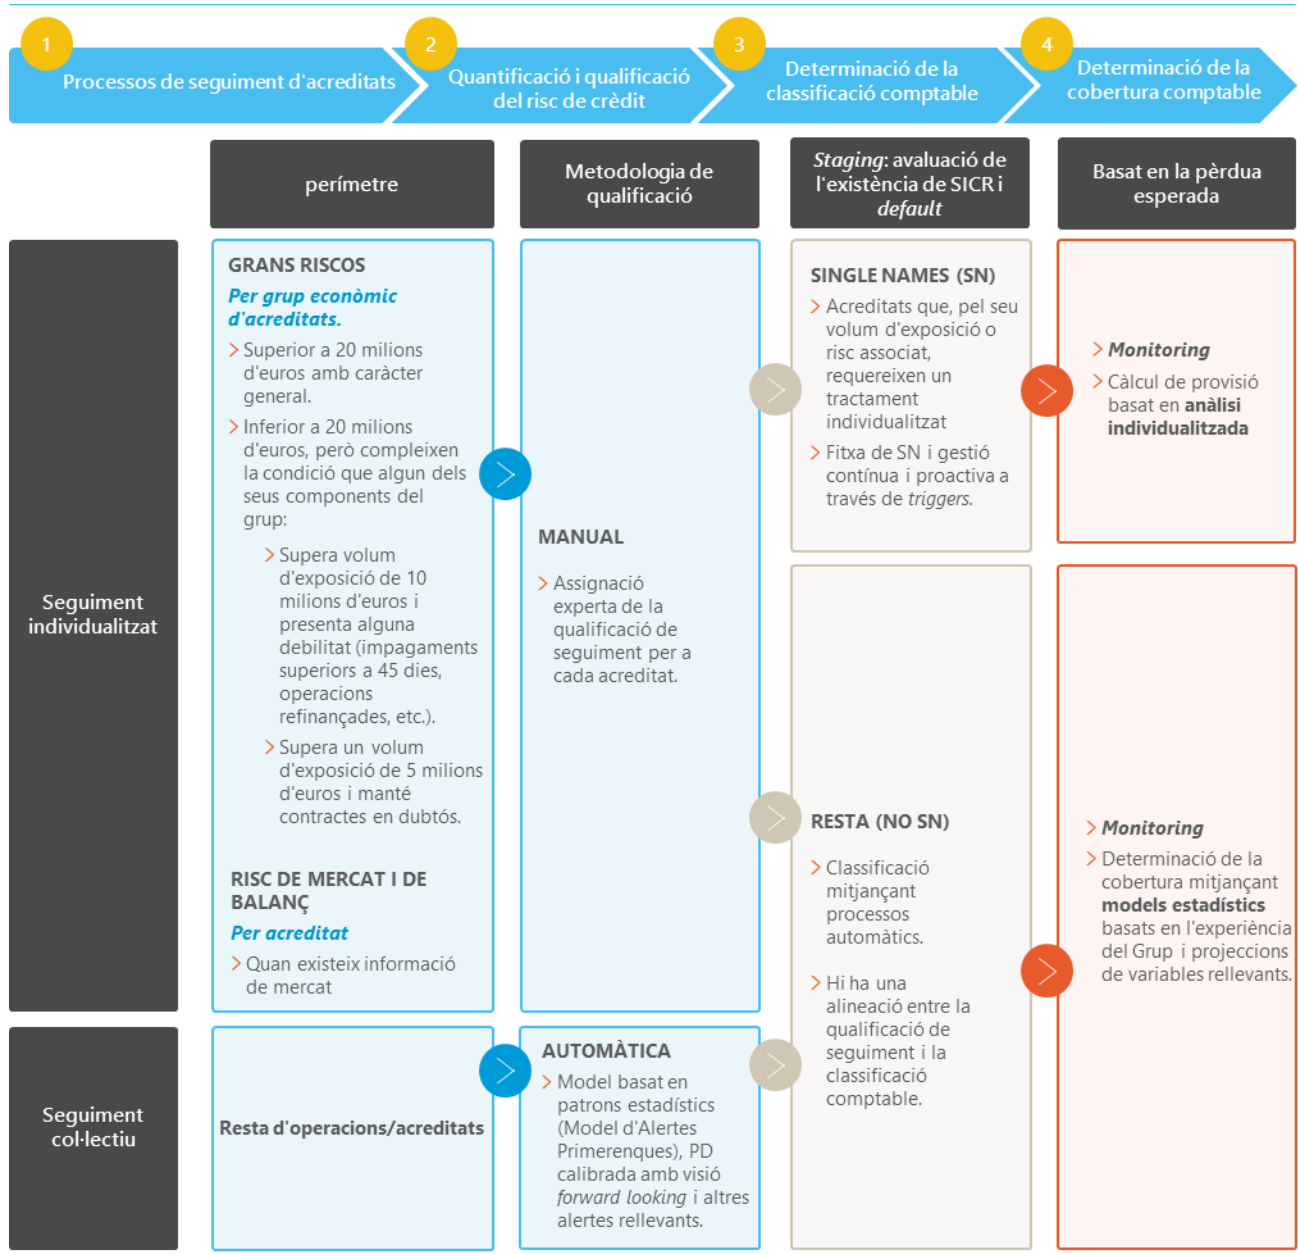 1
Processos de seguiment d'acreditats
2
Quantificació i qualificació
del risc de crèdit
3
Determinació de la
classificació comptable
4
Determinació de la
cobertura comptable
perímetre
Metodologia de
qualificació
Staging: avaluació de
l'existència de SICR i
default
Basat en la pèrdua
esperada
Seguiment
individualitzat
GRANS RISCOS
Per grup econòmic
d'acreditats.
> Superior a 20 milions
d'euros amb caràcter
general.
> Inferior a 20 milions
d'euros, però compleixen
la condició que algun dels
seus components del
grup:
> Supera volum
d'exposició de 10
milions d'euros i
presenta alguna
debilitat (impagaments
superiors a 45 dies,
operacions
refinançades, etc.).
> Supera un volum
d'exposició de 5 milions
d'euros i manté
contractes en dubtós.
RISC DE MERCAT I DE
BALANÇ
Per acreditat
> Quan existeix informació
de mercat
MANUAL
> Assignació
experta de la
qualificació de
seguiment per a
cada acreditat.
SINGLE NAMES (SN)
> Acreditats que, pel seu
volum d'exposició o
risc associat,
requereixen un
tractament
individualitzat
> Fitxa de SN i gestió
contínua i proactiva a
través de triggers.
> Monitoring
> Càlcul de provisió
basat en anàlisi
individualitzada
RESTA (NO SN)
> Classificació
mitjançant
processos
automàtics.
> Hi ha una
alineació entre la
qualificació de
seguiment i la
classificació
comptable.
> Monitoring
> Determinació de la
cobertura mitjançant
models estadístics
basats en l'experiència
del Grup i projeccions
de variables rellevants.
Seguiment
col·lectiu
Resta d'operacions/acreditats
AUTOMÀTICA
> Model basat en
patrons estadístics
(Model d'Alertes
Primerenques), PD
calibrada amb visió
forward looking i altres
alertes rellevants.